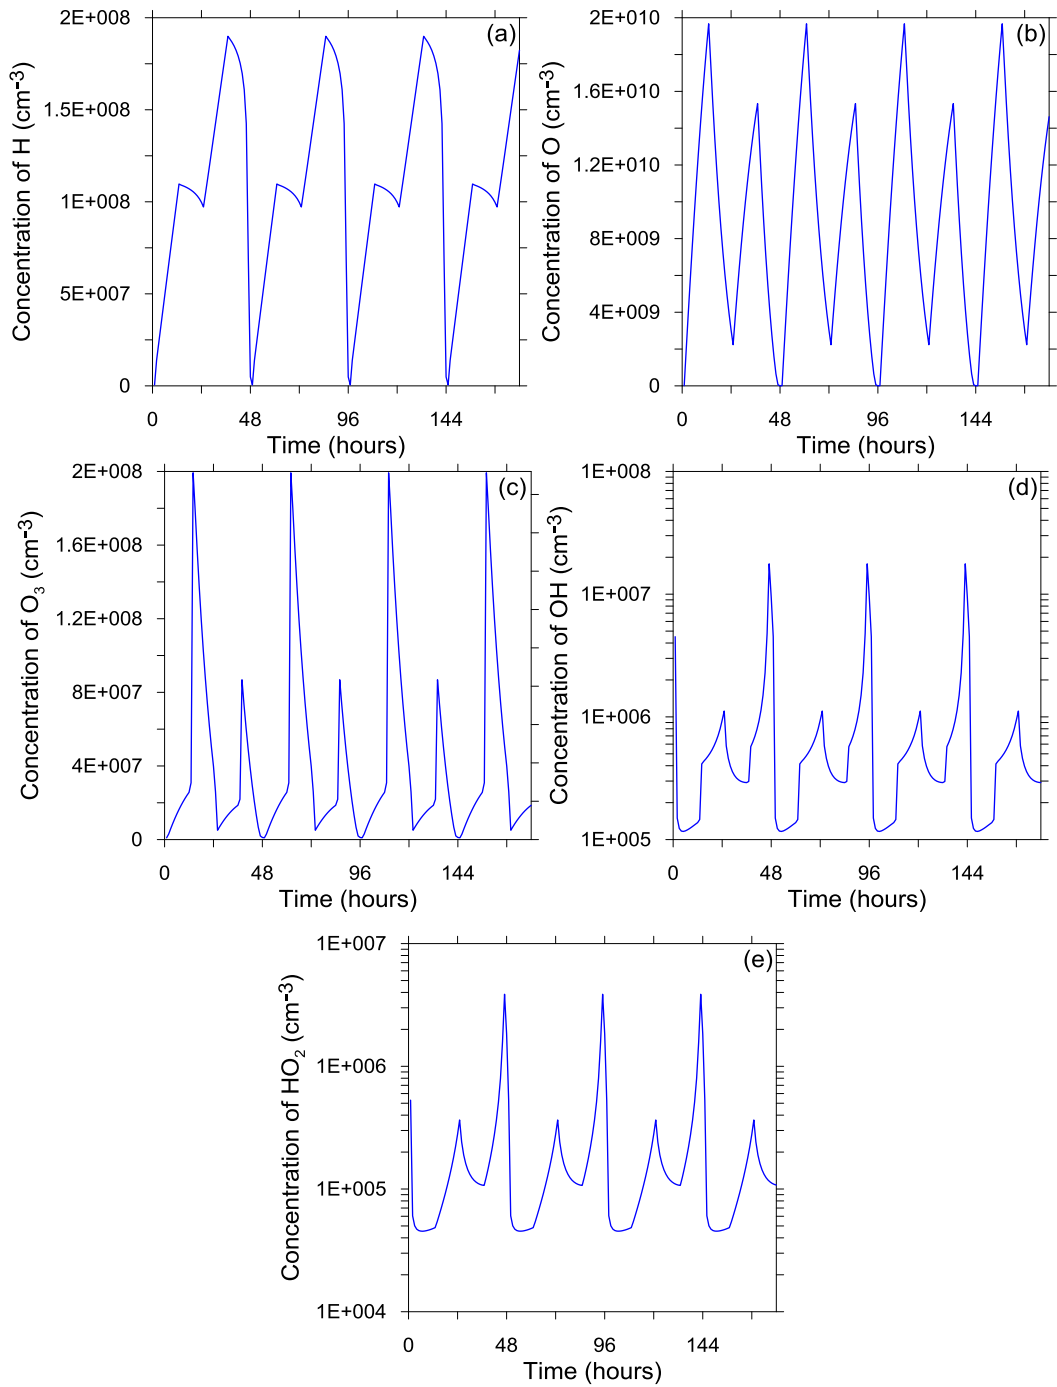 (a)
Concentration of H (cm-3)
2E+008
1.5E+008
1E+008
5E+007
0
0 48 96 144
Time (hours)
(b)
Concentration of O (cm-3)
2E+010
1.6E+010
1.2E+010
8E+009
4E+009
0
0 48 96 144
Time (hours)
(c)
Concentration of O3 (cm-3)
2E+008
1.6E+008
1.2E+008
8E+007
4E+007
0
0 48 96 144
Time (hours)
(d)
Concentration of OH (cm-3)
1E+008
1E+007
1E+006
1E+005
0 48 96 144
Time (hours)
(e)
Concentration of HO2 (cm-3)
1E+007
1E+006
1E+005
1E+004
0 48 96 144
Time (hours)